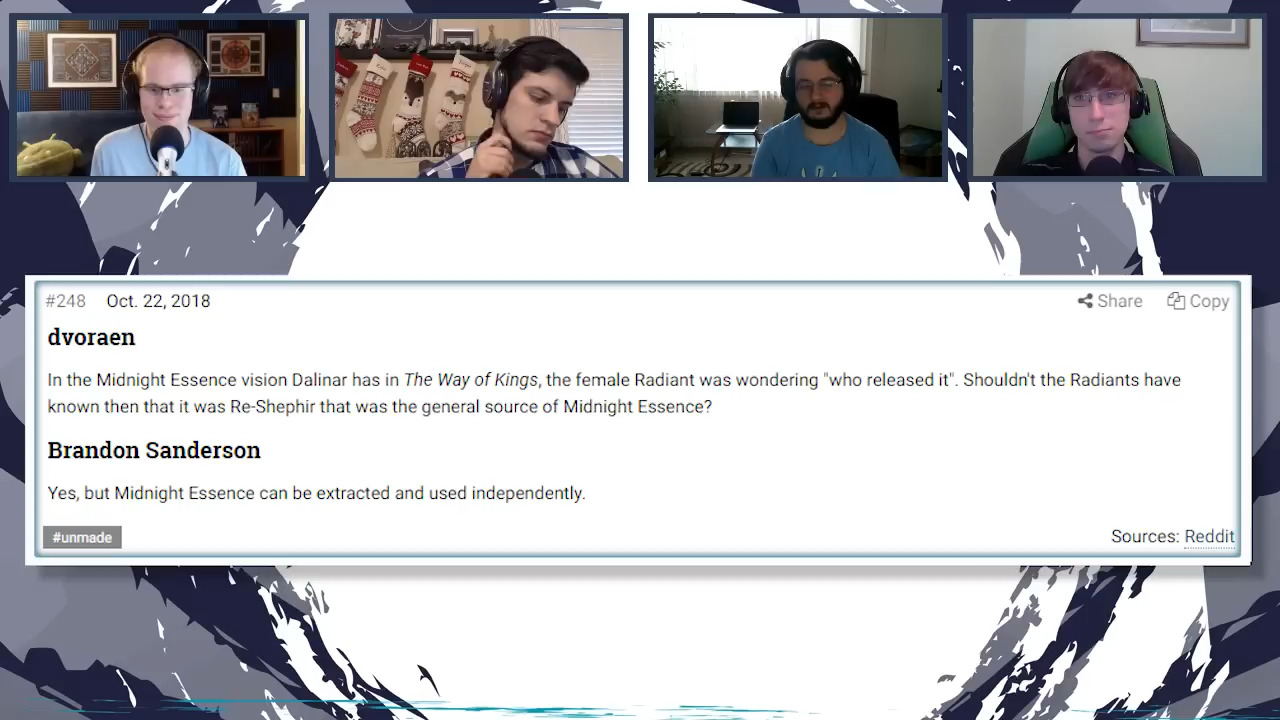 #248 Oct. 22, 2018 Share Copy
dvoraen
In the Midnight Essence vision Dalinar has in The Way of Kings, the female Radiant was wondering "who released it". Shouldn't the Radiants have
known then that it was Re-Shephir that was the general source of Midnight Essence?
Brandon Sanderson
Yes, but Midnight Essence can be extracted and used independently.
#unmade Sources: Reddit